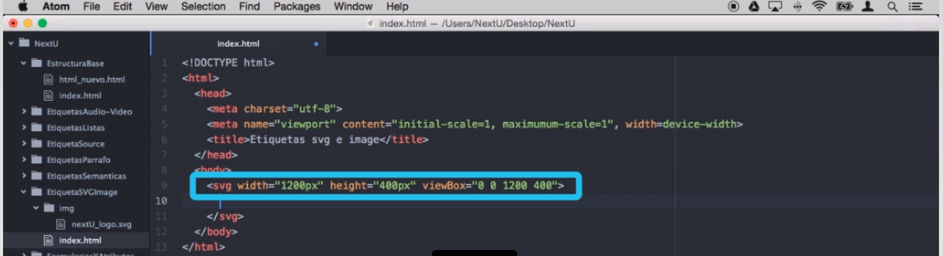 Atom File Edit View Selection Find Packages Window Help
index.html — /Users/NextU/Desktop/NextU
NextU
EstructuraBase
html_nuevo.html
index.html
EtiquetasAudio-Video
EtiquetasListas
EtiquetaSource
EtiquetasParrafo
EtiquetasSemanticas
EtiquetaSVGImage
img
nextU_logo.svg
index.html
index.html
1 <!DOCTYPE html>
2 <html>
3 <head>
4 <meta charset="utf-8">
5 <meta name="viewport" content="initial-scale=1, maximumum-scale=1", width=device-width>
6 <title>Etiquetas svg e image</title>
7 </head>
8 <body>
9 <svg width="1200px" height="400px" viewBox="0 0 1200 400">
10
11 </svg>
12 </body>
13 </html>